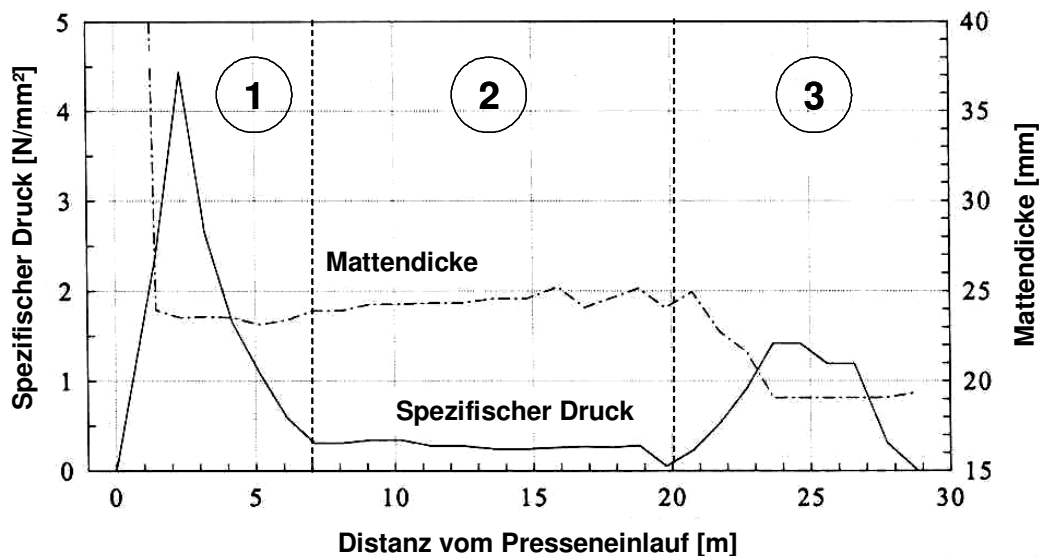 Spezifischer Druck [N/mm²]
5
4
3
2
1
0
1
2
3
Mattendicke
Spezifischer Druck
40
35
30
25
20
15
Mattendicke [mm]
0 5 10 15 20 25 30
Distanz vom Presseneinlauf [m]